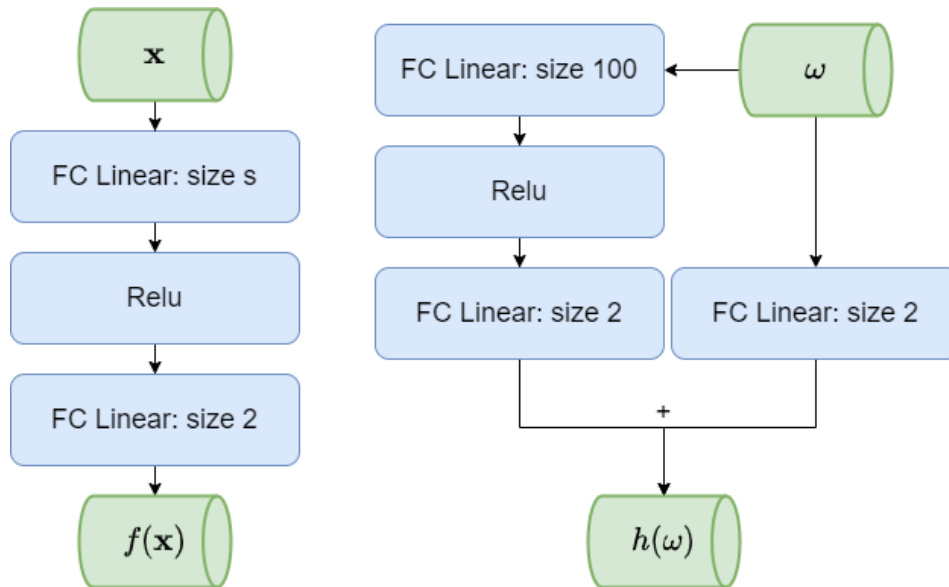 x
FC Linear: size s
Relu
FC Linear: size 2
f(x)
FC Linear: size 100
ω
Relu
FC Linear: size 2
FC Linear: size 2
+
h(ω)